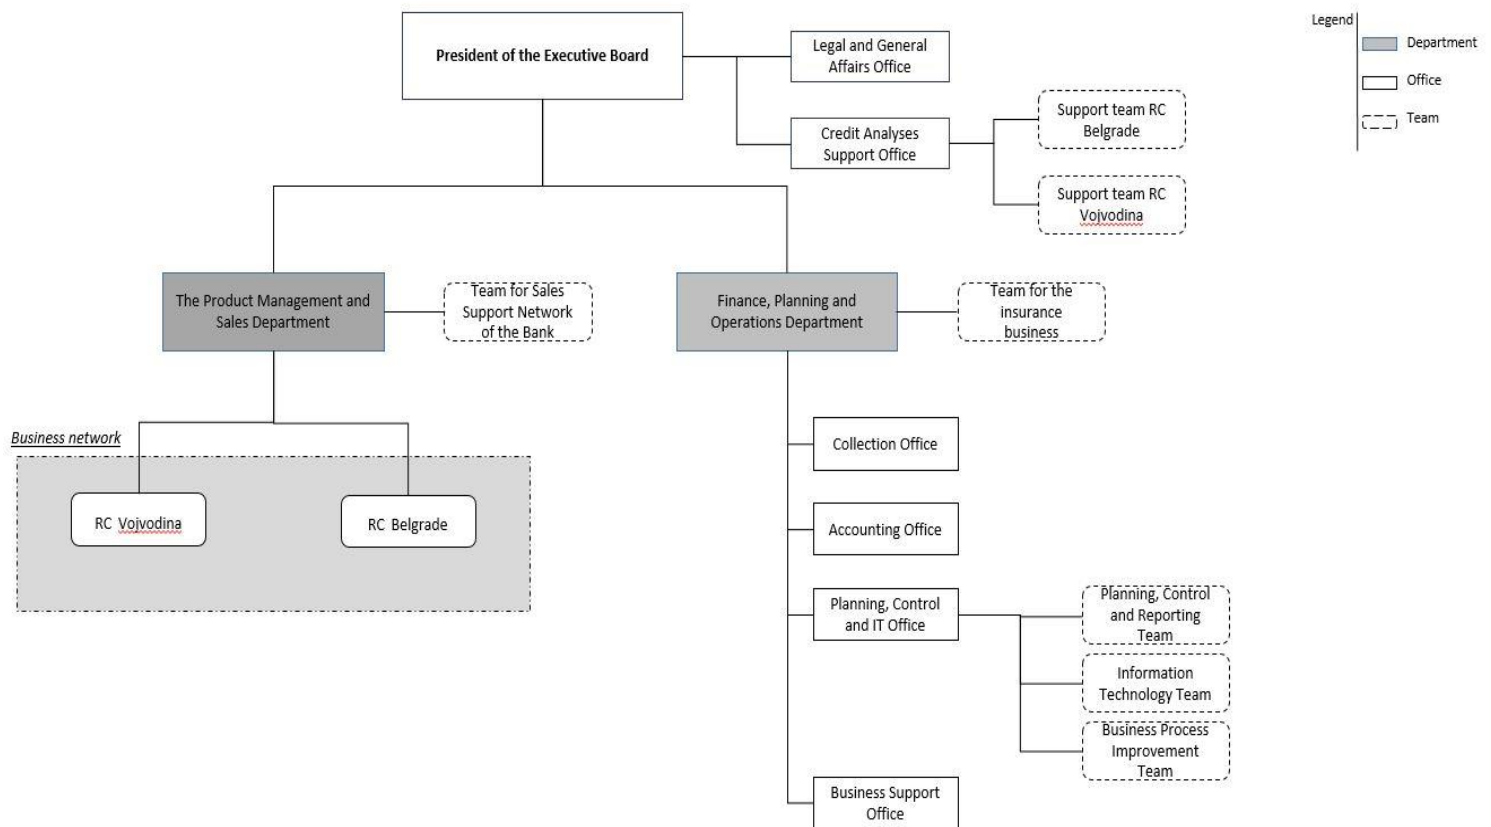 Legend
Department
Office
Team
President of the Executive Board
Legal and General
Affairs Office
Credit Analyses
Support Office
Support team RC
Belgrade
Support team RC
Vojvodina
The Product Management and
Sales Department
Team for Sales
Support Network
of the Bank
Finance, Planning and
Operations Department
Team for the
insurance
business
Business network
RC Vojvodina
RC Belgrade
Collection Office
Accounting Office
Planning, Control
and IT Office
Planning, Control
and Reporting
Team
Information
Technology Team
Business Process
Improvement
Team
Business Support
Office